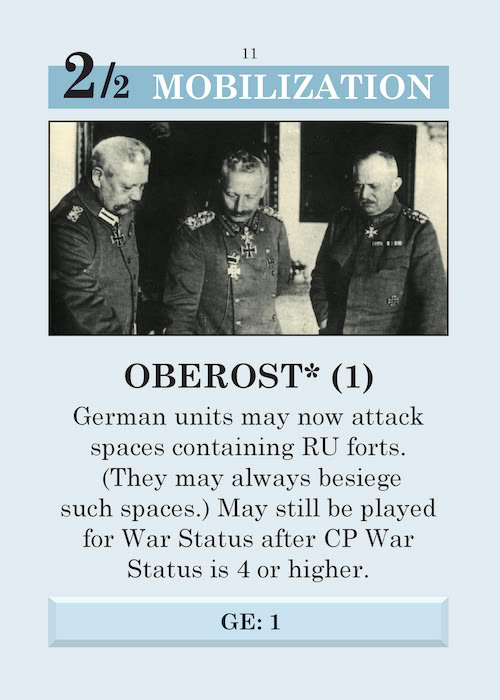 11
2/2 MOBILIZATION
OBEROST* (1)
German units may now attack
spaces containing RU forts.
(They may always besiege
such spaces.) May still be played
for War Status after CP War
Status is 4 or higher.
GE: 1